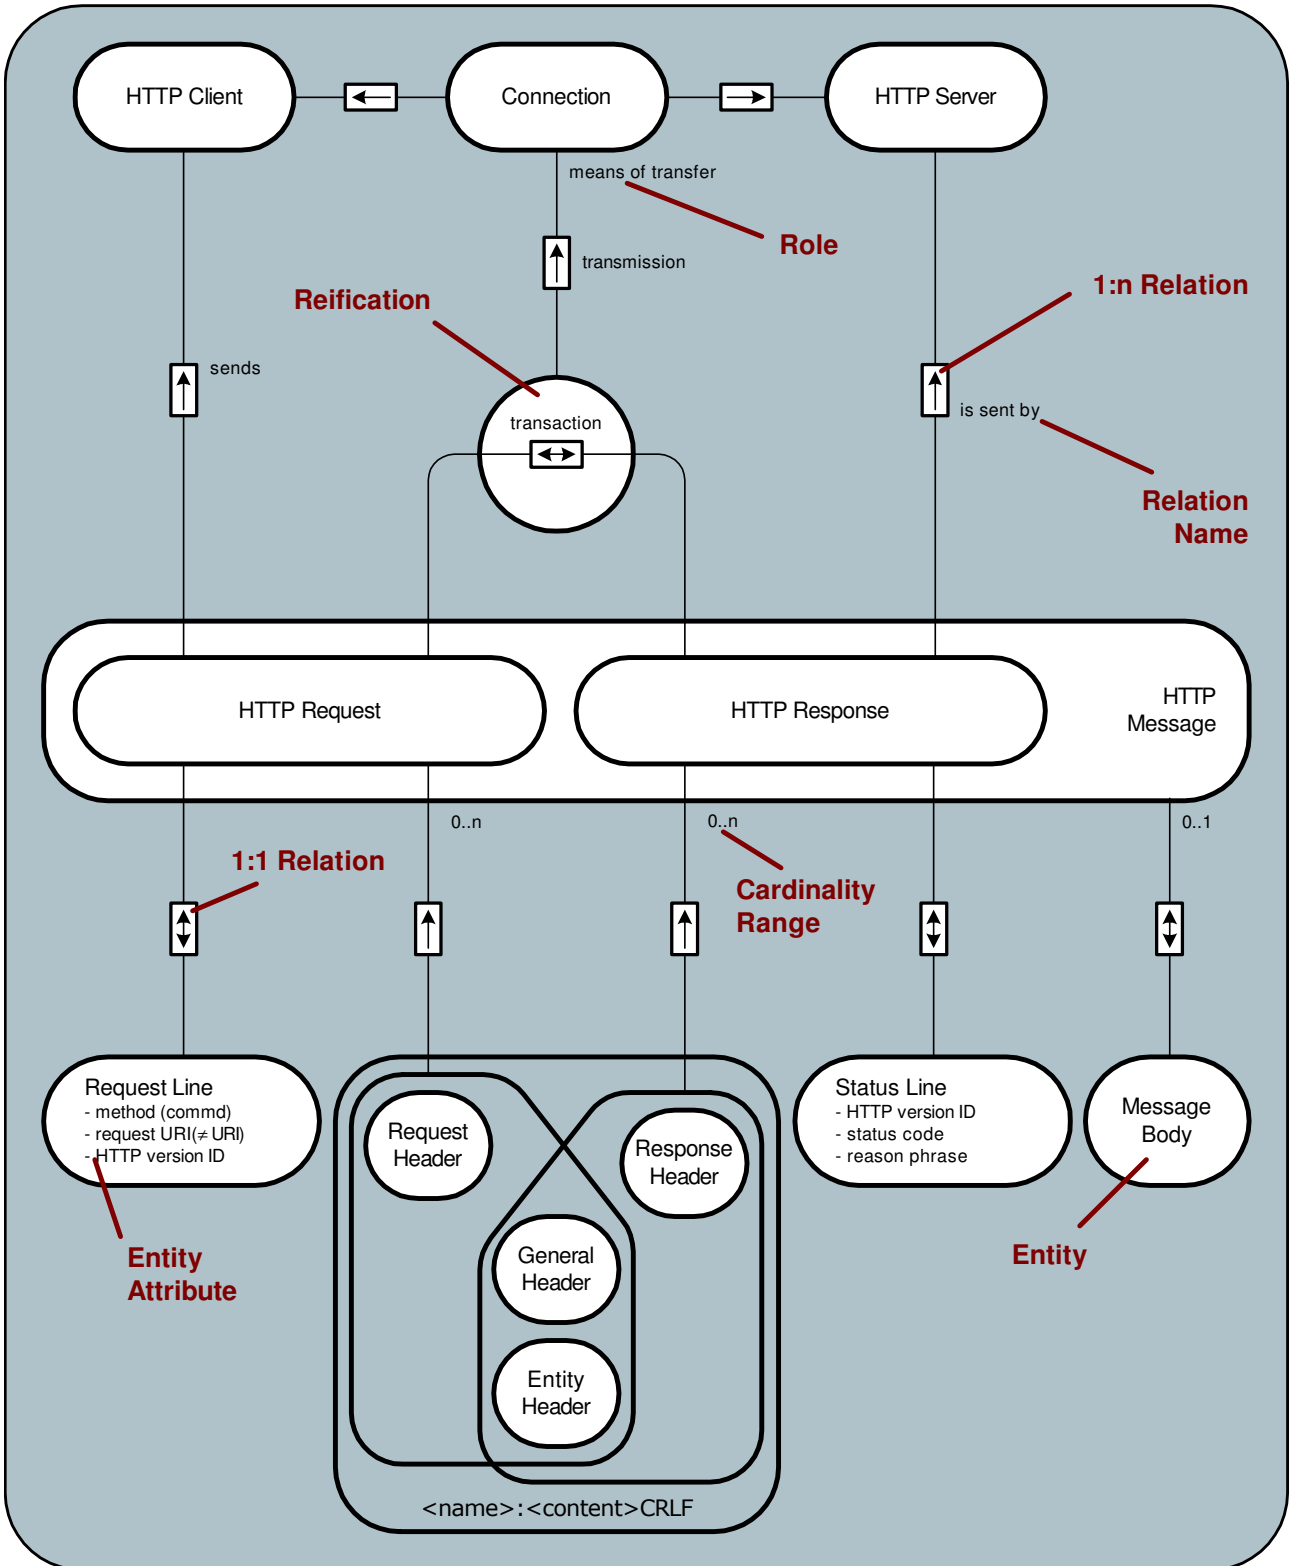 HTTP Client
Connection
HTTP Server
means of transfer
Role
transmission
Reification
1:n Relation
sends
is sent by
transaction
Relation
Name
HTTP Request
HTTP Response
HTTP
Message
0..n
0..n
0..1
1:1 Relation
Cardinality
Range
Request Line
- method (commd)
- request URI(≠ URI)
- HTTP version ID
Request
Header
Response
Header
Status Line
- HTTP version ID
- status code
- reason phrase
Message
Body
Entity
Attribute
General
Header
Entity
Entity
Header
<name>:<content>CRLF